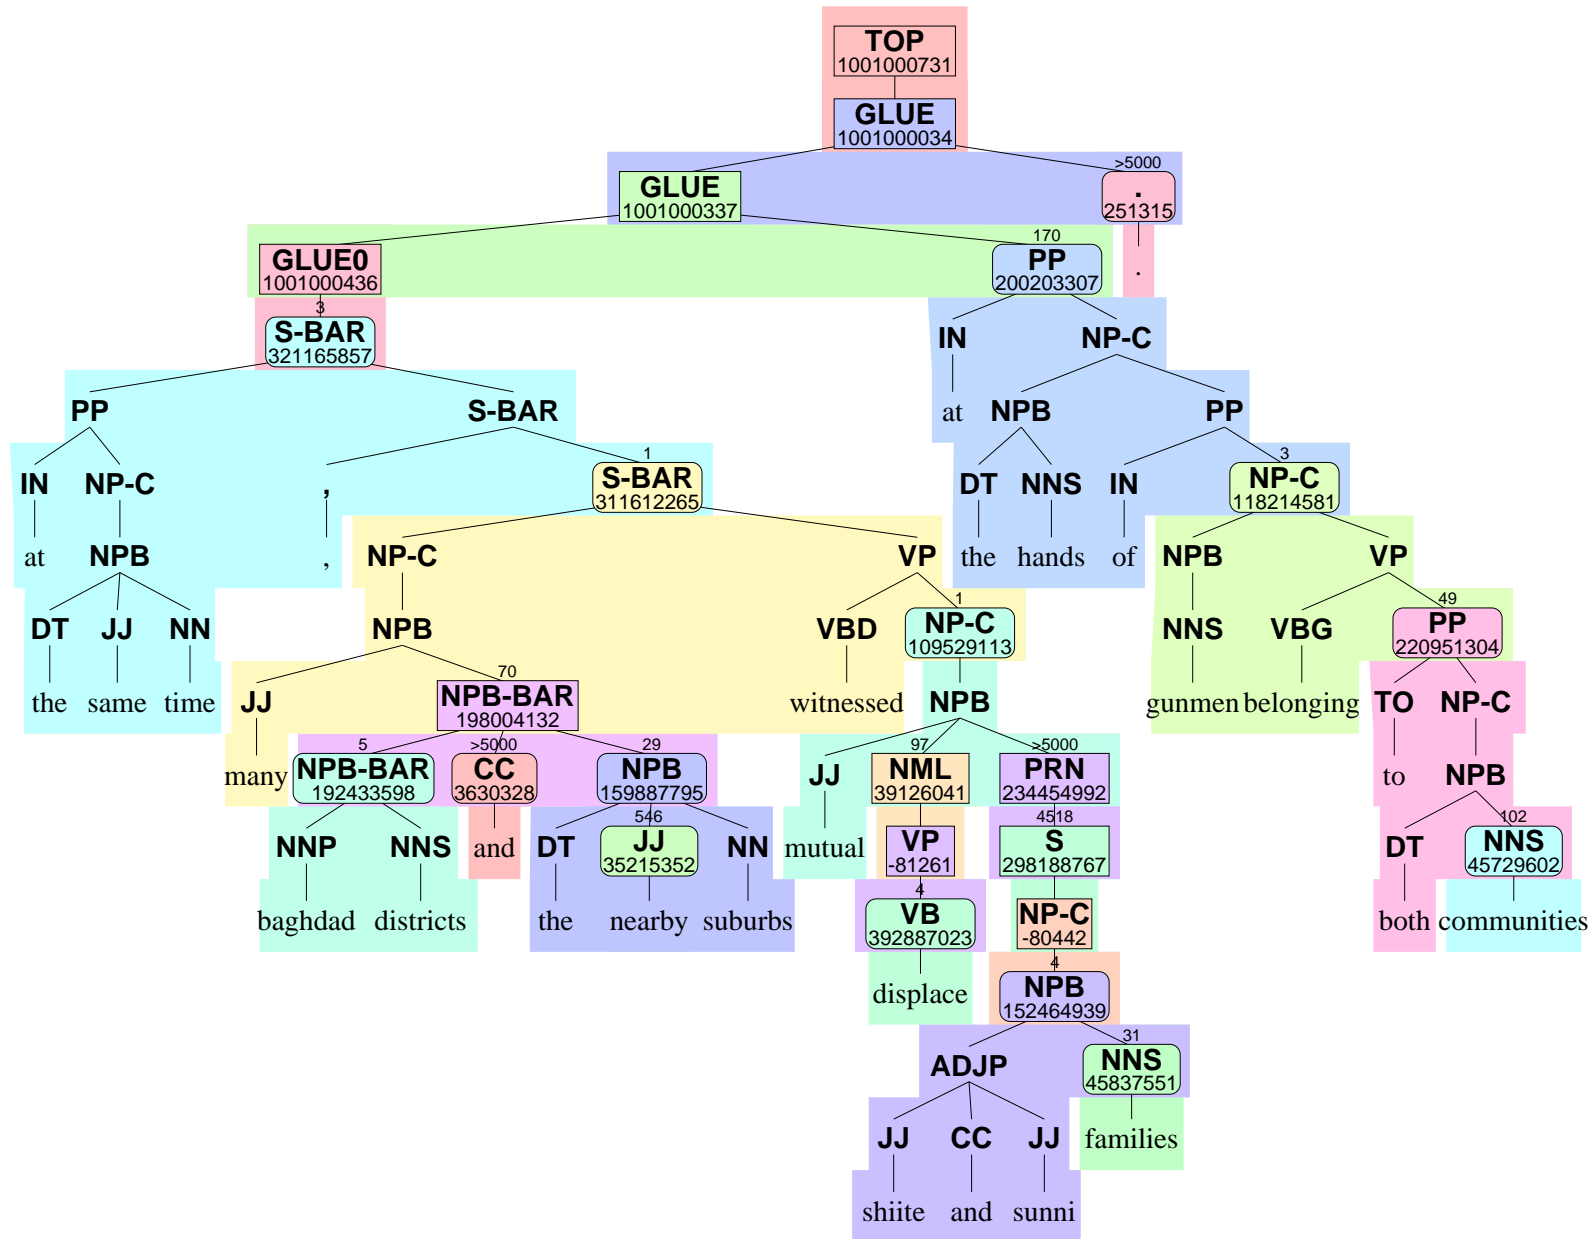 TOP
1001000731
GLUE
1001000034
>5000
GLUE
1001000337
.
251315
170
GLUE0
1001000436
PP
200203307
.
3
S-BAR
321165857
IN
NP-C
PP
S-BAR
at
NPB
PP
1
3
IN
NP-C
,
S-BAR
311612265
DT
NNS
IN
NP-C
118214581
at
NPB
,
NP-C
VP
the
hands
of
NPB
VP
1
49
DT
JJ
NN
NPB
VBD
NP-C
109529113
NNS
VBG
PP
220951304
70
the
same
time
JJ
NPB-BAR
198004132
witnessed
NPB
gunmen
belonging
TO
NP-C
5
>5000
29
97
>5000
many
NPB-BAR
192433598
CC
3630328
NPB
159887795
JJ
NML
39126041
PRN
234454992
to
NPB
546
4518
102
NNP
NNS
and
DT
JJ
35215352
NN
mutual
VP
-81261
S
298188767
DT
NNS
45729602
4
baghdad
districts
the
nearby
suburbs
VB
392887023
NP-C
-80442
both
communities
4
displace
NPB
152464939
31
ADJP
NNS
45837551
JJ
CC
JJ
families
shiite
and
sunni